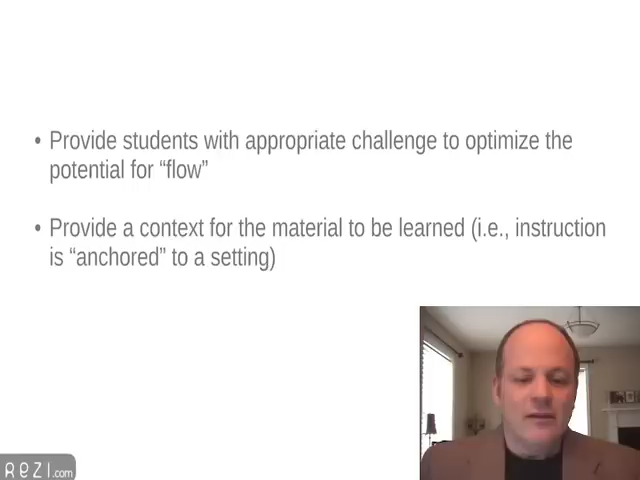 • Provide students with appropriate challenge to optimize the
potential for “flow”
• Provide a context for the material to be learned (i.e., instruction
is “anchored” to a setting)
REZI.com